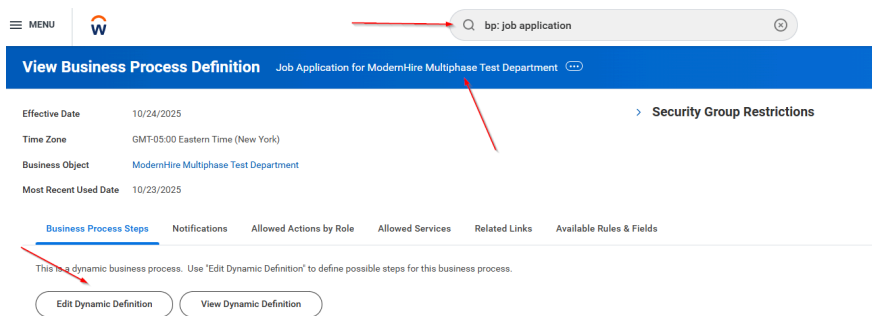 MENU
bp: job application
View Business Process Definition Job Application for ModernHire Multiphase Test Department
Effective Date 10/24/2025
Security Group Restrictions
Time Zone GMT-05:00 Eastern Time (New York)
Business Object ModernHire Multiphase Test Department
Most Recent Used Date 10/23/2025
Business Process Steps Notifications Allowed Actions by Role Allowed Services Related Links Available Rules & Fields
This is a dynamic business process. Use "Edit Dynamic Definition" to define possible steps for this business process.
Edit Dynamic Definition View Dynamic Definition